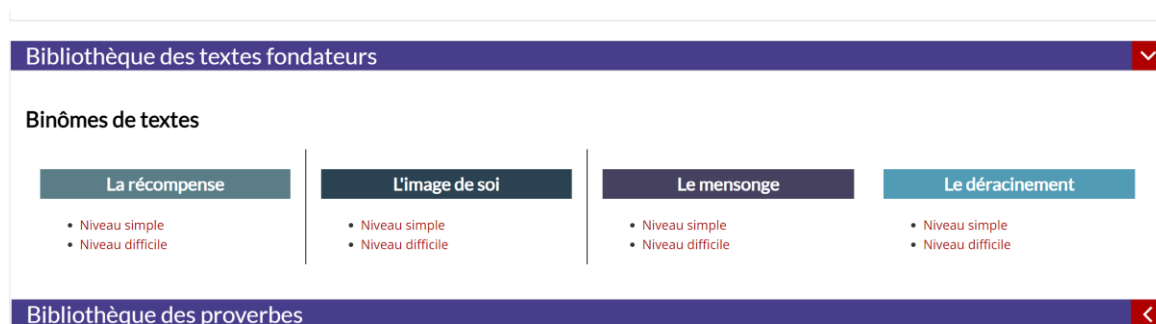 Bibliothèque des textes fondateurs
Binômes de textes
La récompense
Niveau simple
Niveau difficile
L'image de soi
Niveau simple
Niveau difficile
Le mensonge
Niveau simple
Niveau difficile
Le déracinement
Niveau simple
Niveau difficile
Bibliothèque des proverbes